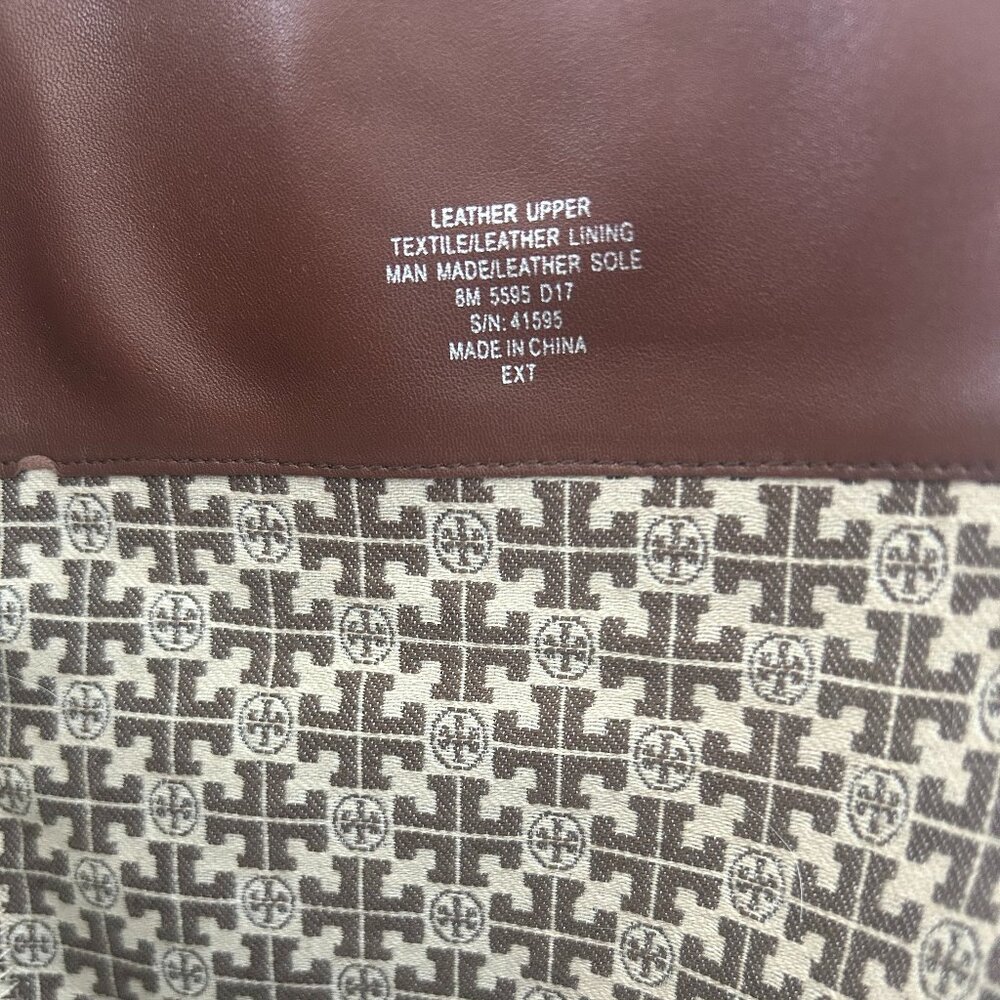 LEATHER UPPER
TEXTILE/LEATHER LINING
MAN MADE/LEATHER SOLE
8M 5595 D17
S/N: 41595
MADE IN CHINA
EXT